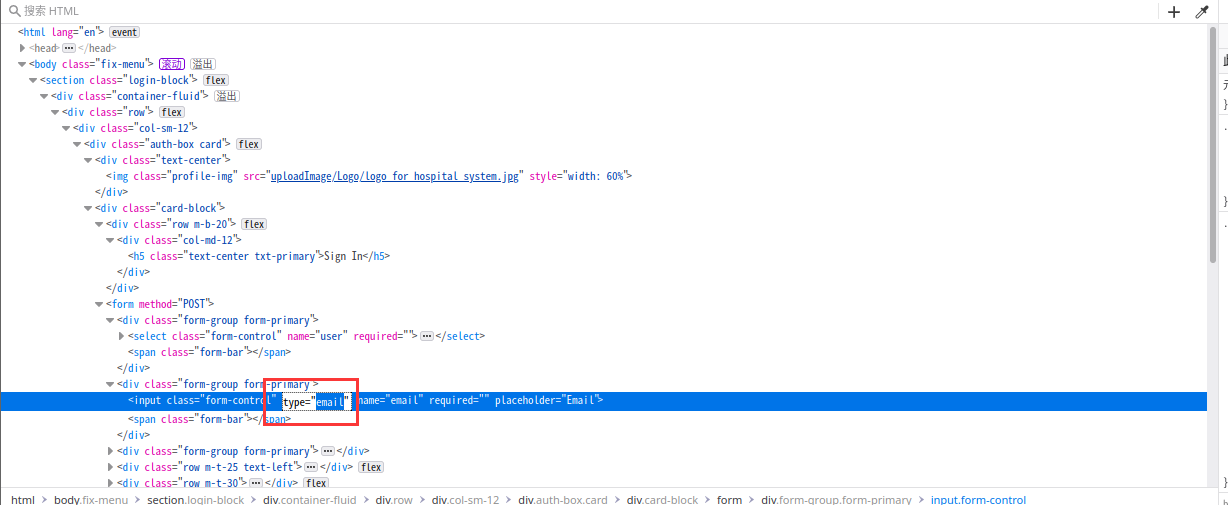 搜索 HTML
<html lang="en"> event
<head> ••• </head>
<body class="fix-menu"> 滚动 溢出
<section class="login-block"> flex
<div class="container-fluid"> 溢出
<div class="row"> flex
<div class="col-sm-12">
<div class="auth-box card"> flex
<div class="text-center">
<img class="profile-img" src="uploadImage/Logo/logo for hospital system.jpg" style="width: 60%">
</div>
<div class="card-block">
<div class="row m-b-20"> flex
<div class="col-md-12">
<h5 class="text-center txt-primary">Sign In</h5>
</div>
</div>
<form method="POST">
<div class="form-group form-primary">
<select class="form-control" name="user" required=""> ••• </select>
<span class="form-bar"></span>
</div>
<div class="form-group form-primary">
<input class="form-control" type="email" name="email" required="" placeholder="Email">
<span class="form-bar"></span>
</div>
<div class="form-group form-primary"> ••• </div>
<div class="row m-t-25 text-left"> ••• </div> flex
<div class="row m-t-30"> ••• </div> flex
html > body.fix-menu > section.login-block > div.container-fluid > div.row > div.col-sm-12 > div.auth-box.card > div.card-block > form > div.form-group.form-primary > input.form-control